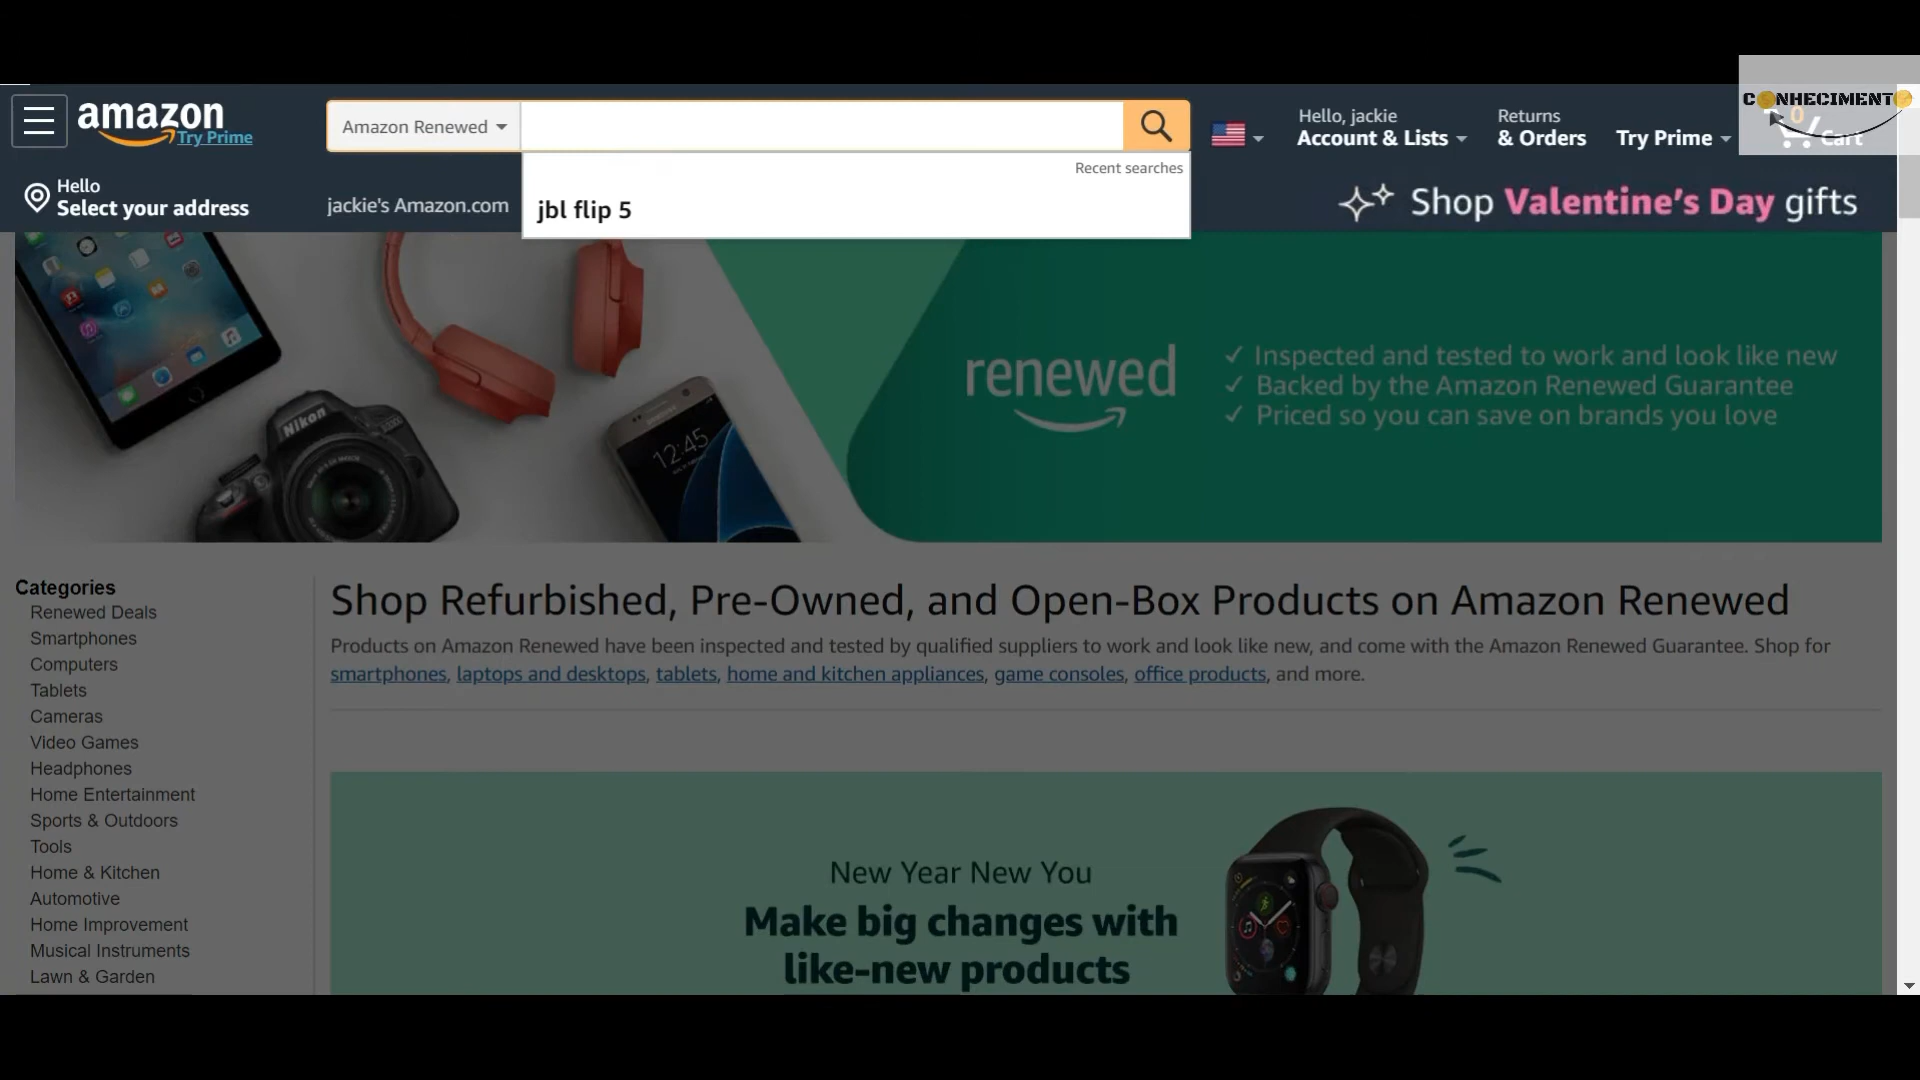 amazon
Try Prime
Amazon Renewed
Hello, jackie
Account & Lists
Returns
& Orders
Try Prime
0
Cart
CONHECIMENTO
Hello
Select your address
jackie's Amazon.com
Recent searches
jbl flip 5
Shop Valentine's Day gifts
Nikon
SAMSUNG
12:45
renewed
✓ Inspected and tested to work and look like new
✓ Backed by the Amazon Renewed Guarantee
✓ Priced so you can save on brands you love
Categories
Renewed Deals
Smartphones
Computers
Tablets
Cameras
Video Games
Headphones
Home Entertainment
Sports & Outdoors
Tools
Home & Kitchen
Automotive
Home Improvement
Musical Instruments
Lawn & Garden
Shop Refurbished, Pre-Owned, and Open-Box Products on Amazon Renewed
Products on Amazon Renewed have been inspected and tested by qualified suppliers to work and look like new, and come with the Amazon Renewed Guarantee. Shop for
smartphones, laptops and desktops, tablets, home and kitchen appliances, game consoles, office products, and more.
New Year New You
Make big changes with
like-new products